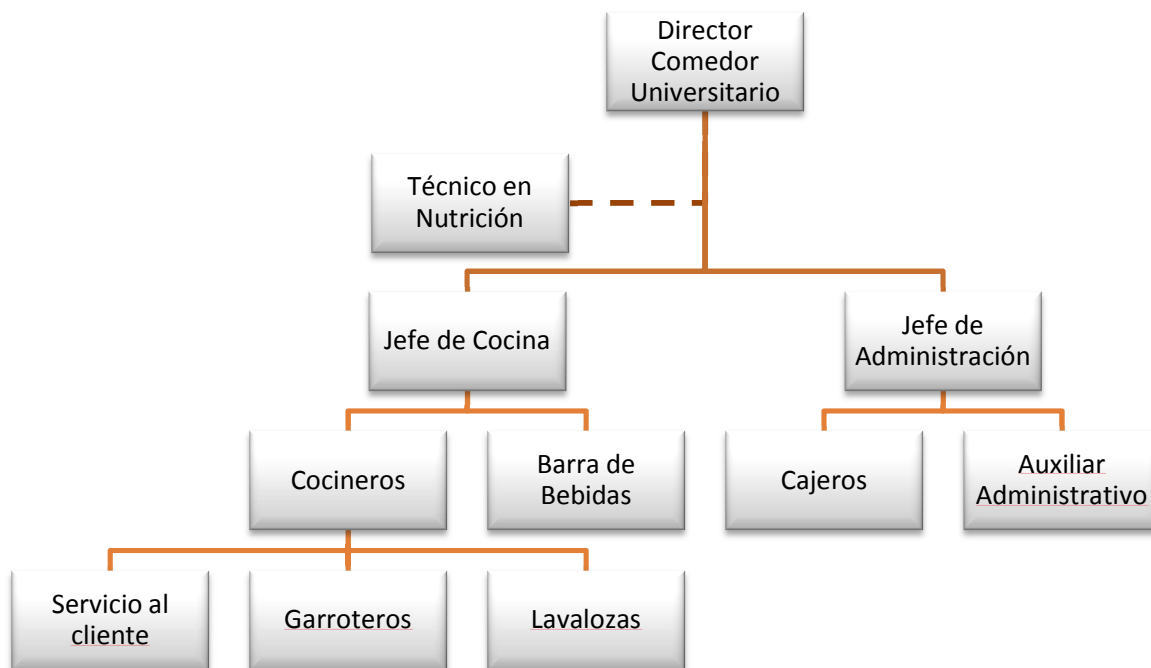 Director
Comedor
Universitario
Técnico en
Nutrición
Jefe de Cocina
Jefe de
Administración
Cocineros
Barra de
Bebidas
Cajeros
Auxiliar
Administrativo
Servicio al
cliente
Garroteros
Lavalozas